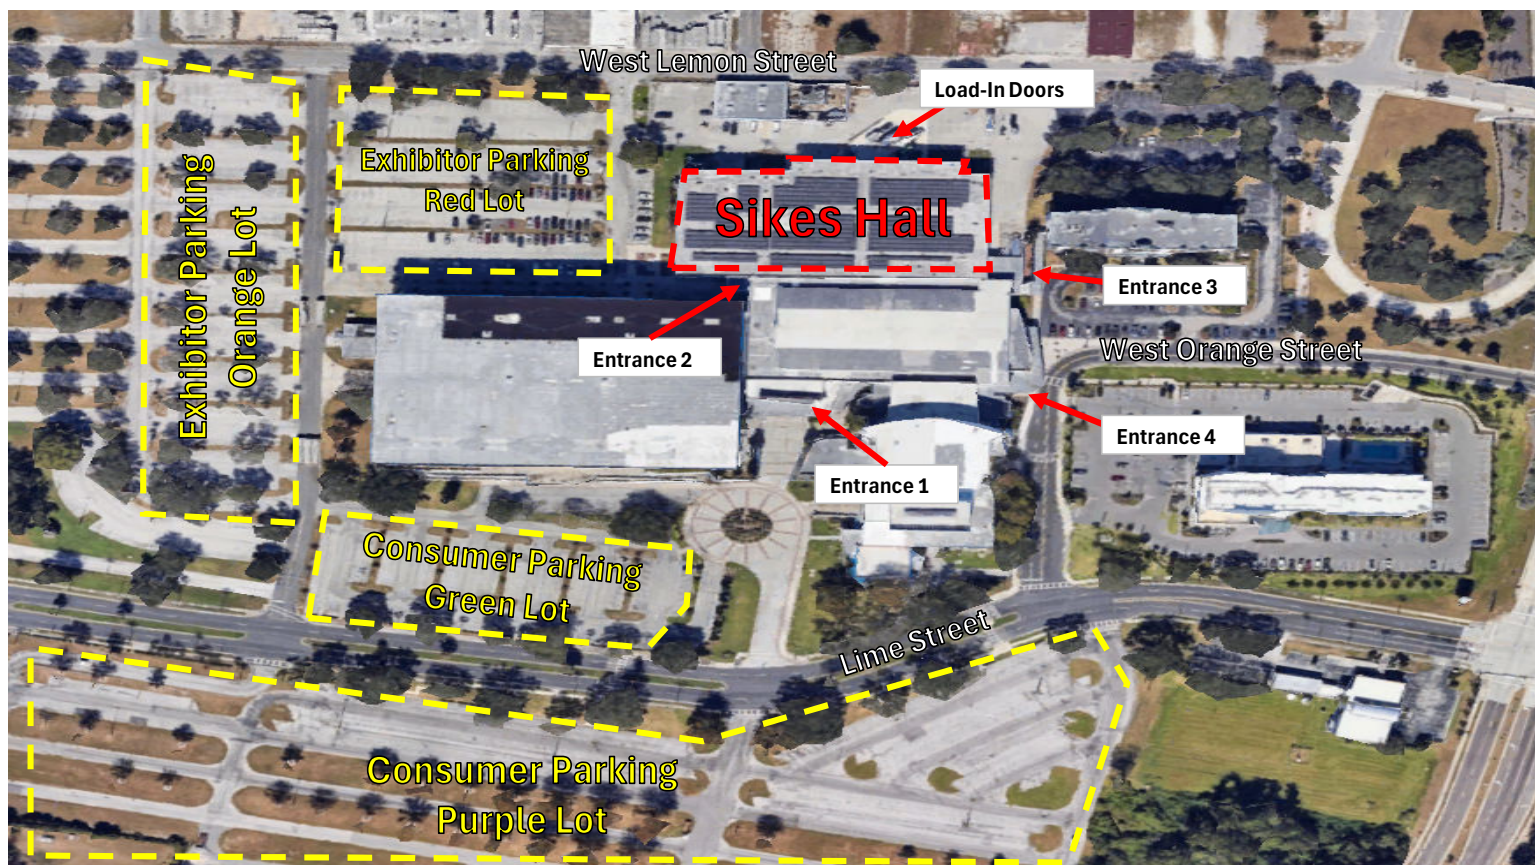 West Lemon Street
Load-In Doors
Exhibitor Parking
Red Lot
Exhibitor Parking
Orange Lot
Sikes Hall
Entrance 3
Entrance 2
West Orange Street
Entrance 4
Entrance 1
Consumer Parking
Green Lot
Lime Street
Consumer Parking
Purple Lot